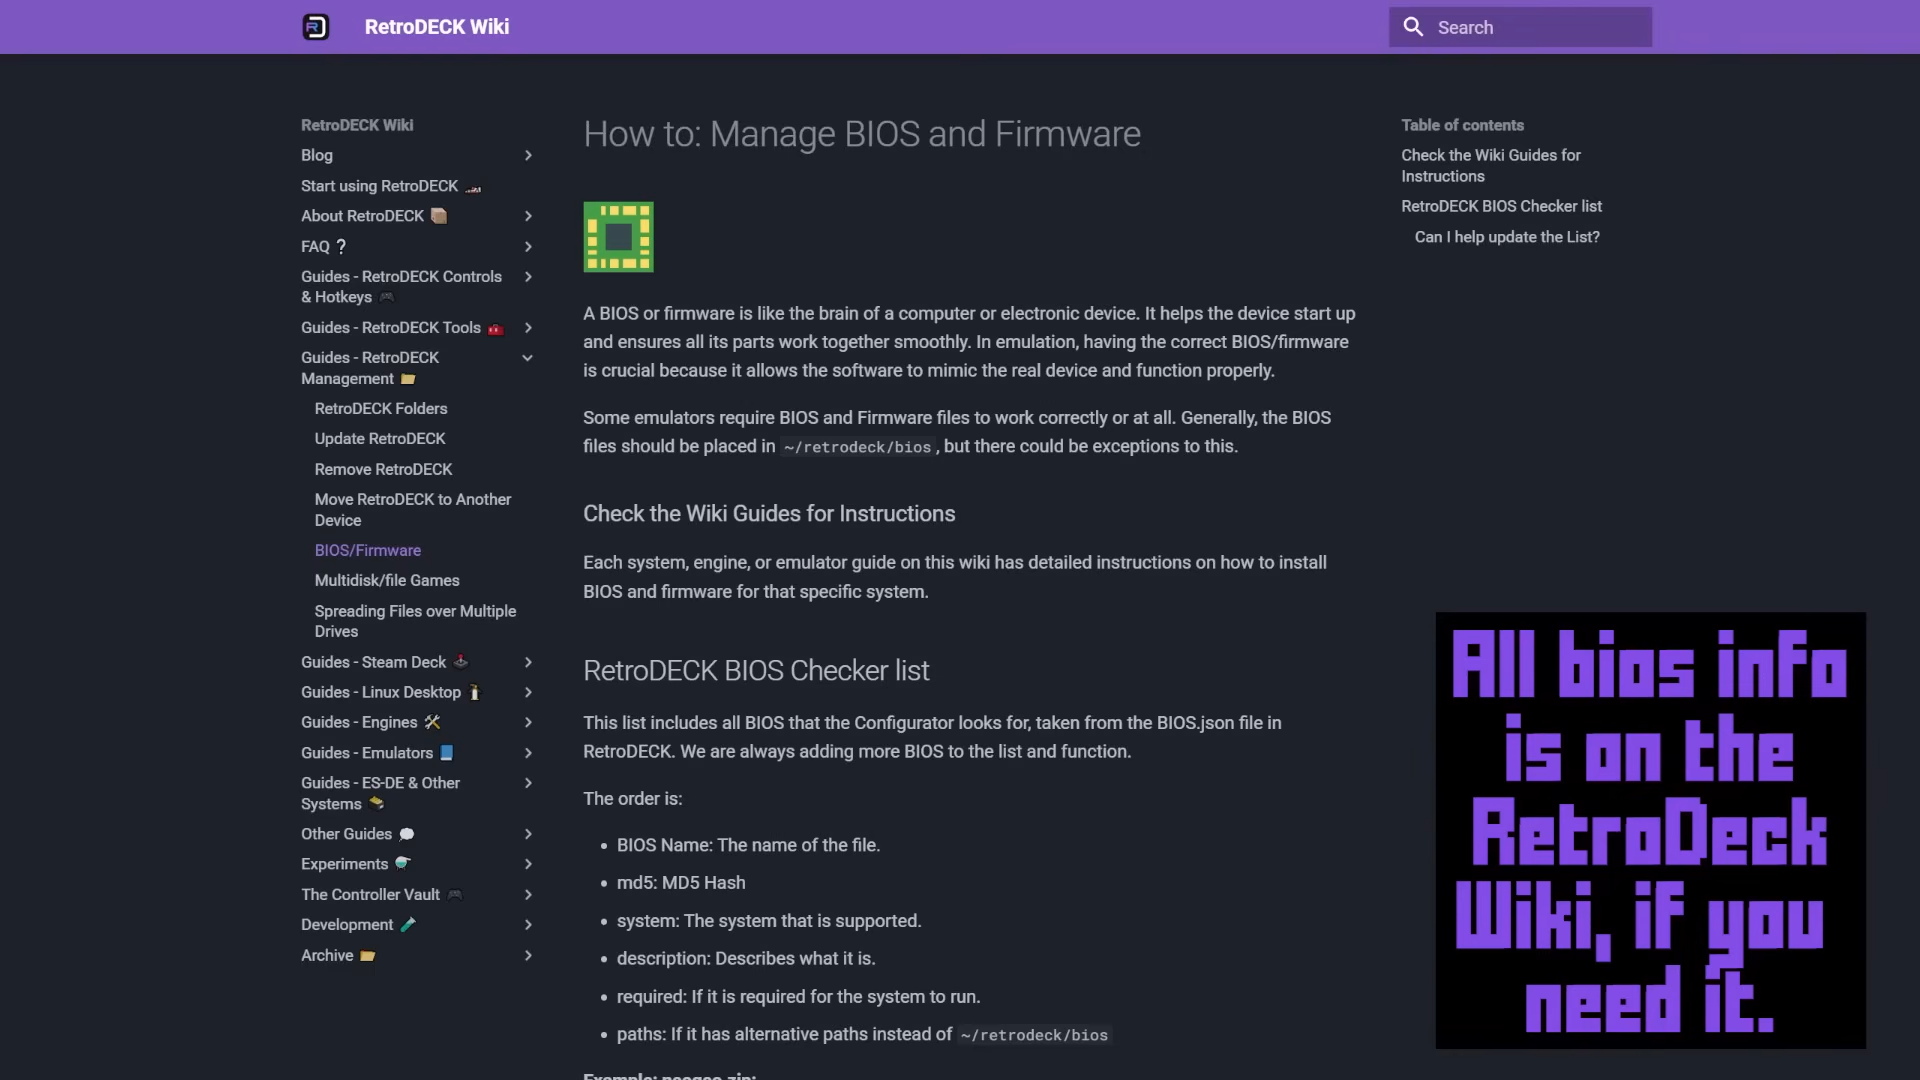 RetroDECK Wiki
Search
RetroDECK Wiki
Blog
Start using RetroDECK
About RetroDECK
FAQ ?
Guides - RetroDECK Controls
& Hotkeys
Guides - RetroDECK Tools
Guides - RetroDECK
Management
RetroDECK Folders
Update RetroDECK
Remove RetroDECK
Move RetroDECK to Another
Device
BIOS/Firmware
Multidisk/file Games
Spreading Files over Multiple
Drives
Guides - Steam Deck
Guides - Linux Desktop
Guides - Engines
Guides - Emulators
Guides - ES-DE & Other
Systems
Other Guides
Experiments
The Controller Vault
Development
Archive
How to: Manage BIOS and Firmware
A BIOS or firmware is like the brain of a computer or electronic device. It helps the device start up
and ensures all its parts work together smoothly. In emulation, having the correct BIOS/firmware
is crucial because it allows the software to mimic the real device and function properly.
Some emulators require BIOS and Firmware files to work correctly or at all. Generally, the BIOS
files should be placed in ~/retrodeck/bios, but there could be exceptions to this.
Check the Wiki Guides for Instructions
Each system, engine, or emulator guide on this wiki has detailed instructions on how to install
BIOS and firmware for that specific system.
RetroDECK BIOS Checker list
This list includes all BIOS that the Configurator looks for, taken from the BIOS.json file in
RetroDECK. We are always adding more BIOS to the list and function.
The order is:
• BIOS Name: The name of the file.
• md5: MD5 Hash
• system: The system that is supported.
• description: Describes what it is.
• required: If it is required for the system to run.
• paths: If it has alternative paths instead of ~/retrodeck/bios
Example: neogeo.zip:
Table of contents
Check the Wiki Guides for
Instructions
RetroDECK BIOS Checker list
Can I help update the List?
All bios info
is on the
RetroDeck
Wiki, if you
need it.